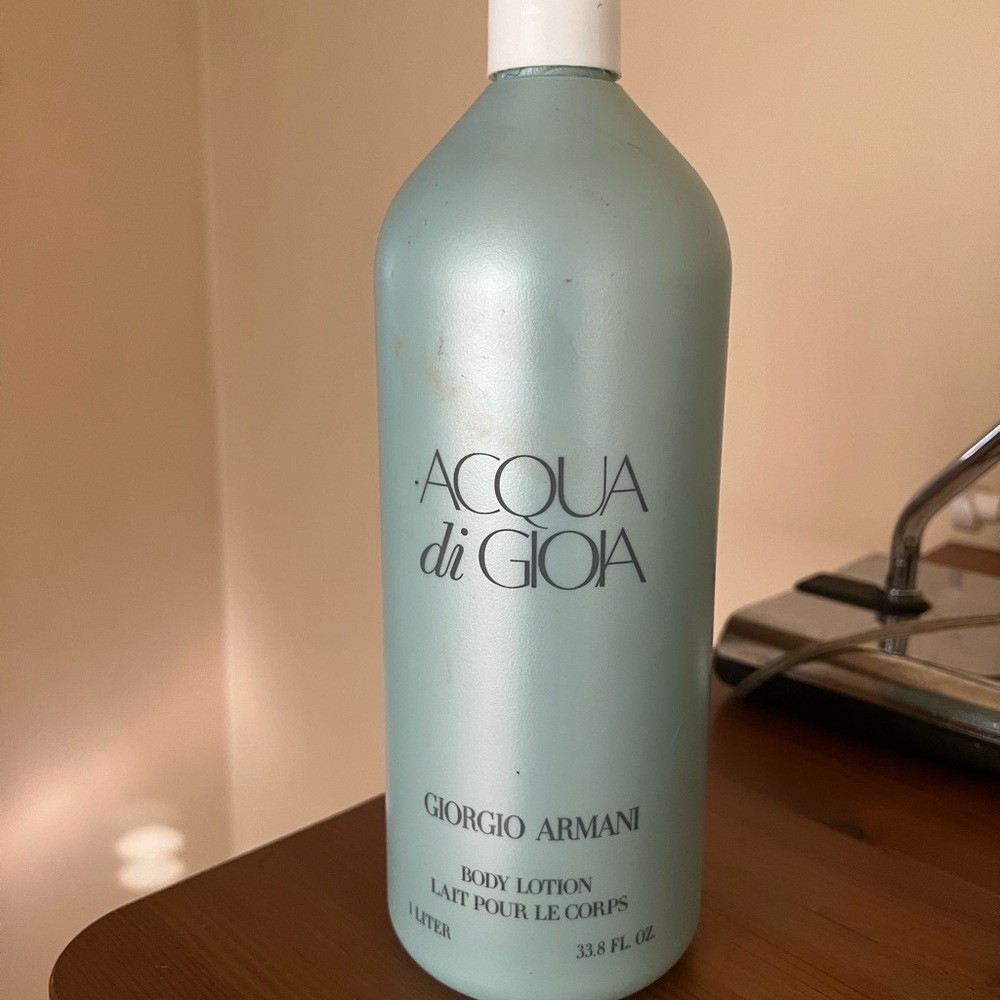 ACQUA
di GIOIA
GIORGIO ARMANI
BODY LOTION
LAIT POUR LE CORPS
1 LITER
33.8 FL. OZ.